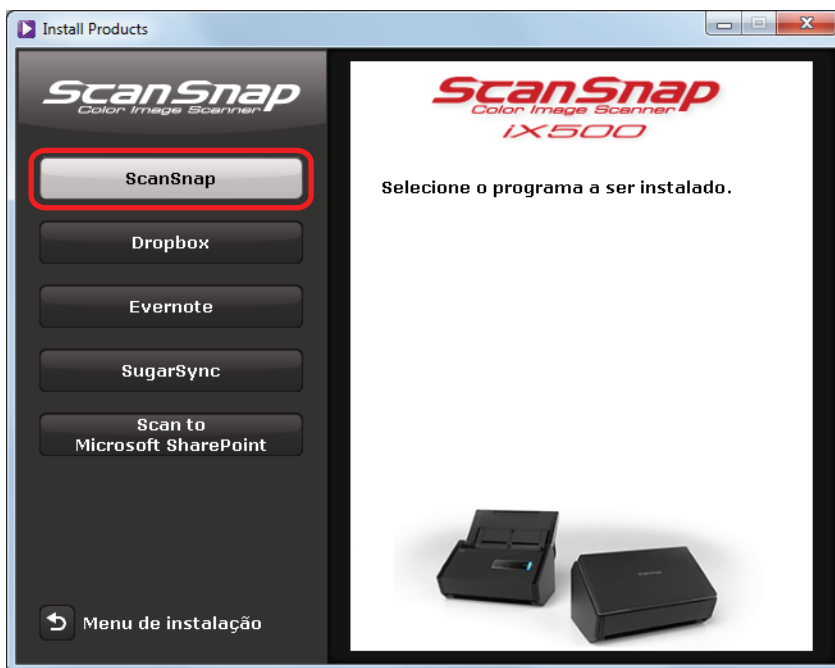 Install Products
ScanSnap
Color Image Scanner
ScanSnap
Dropbox
Evernote
SugarSync
Scan to
Microsoft SharePoint
Menu de instalação
ScanSnap
Color Image Scanner
iX500
Selecione o programa a ser instalado.